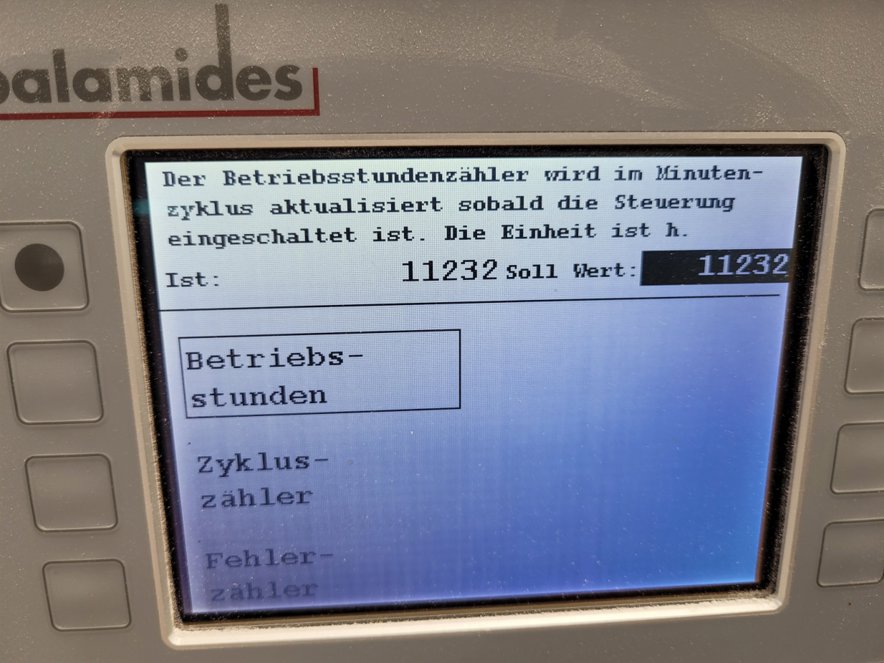 palamides
Der Betriebsstundenzähler wird im Minuten-
zyklus aktualisiert sobald die Steuerung
eingeschaltet ist. Die Einheit ist h.
Ist: 11232 Soll Wert: 11232
Betriebs-
stunden
Zyklus-
zähler
Fehler-
zähler